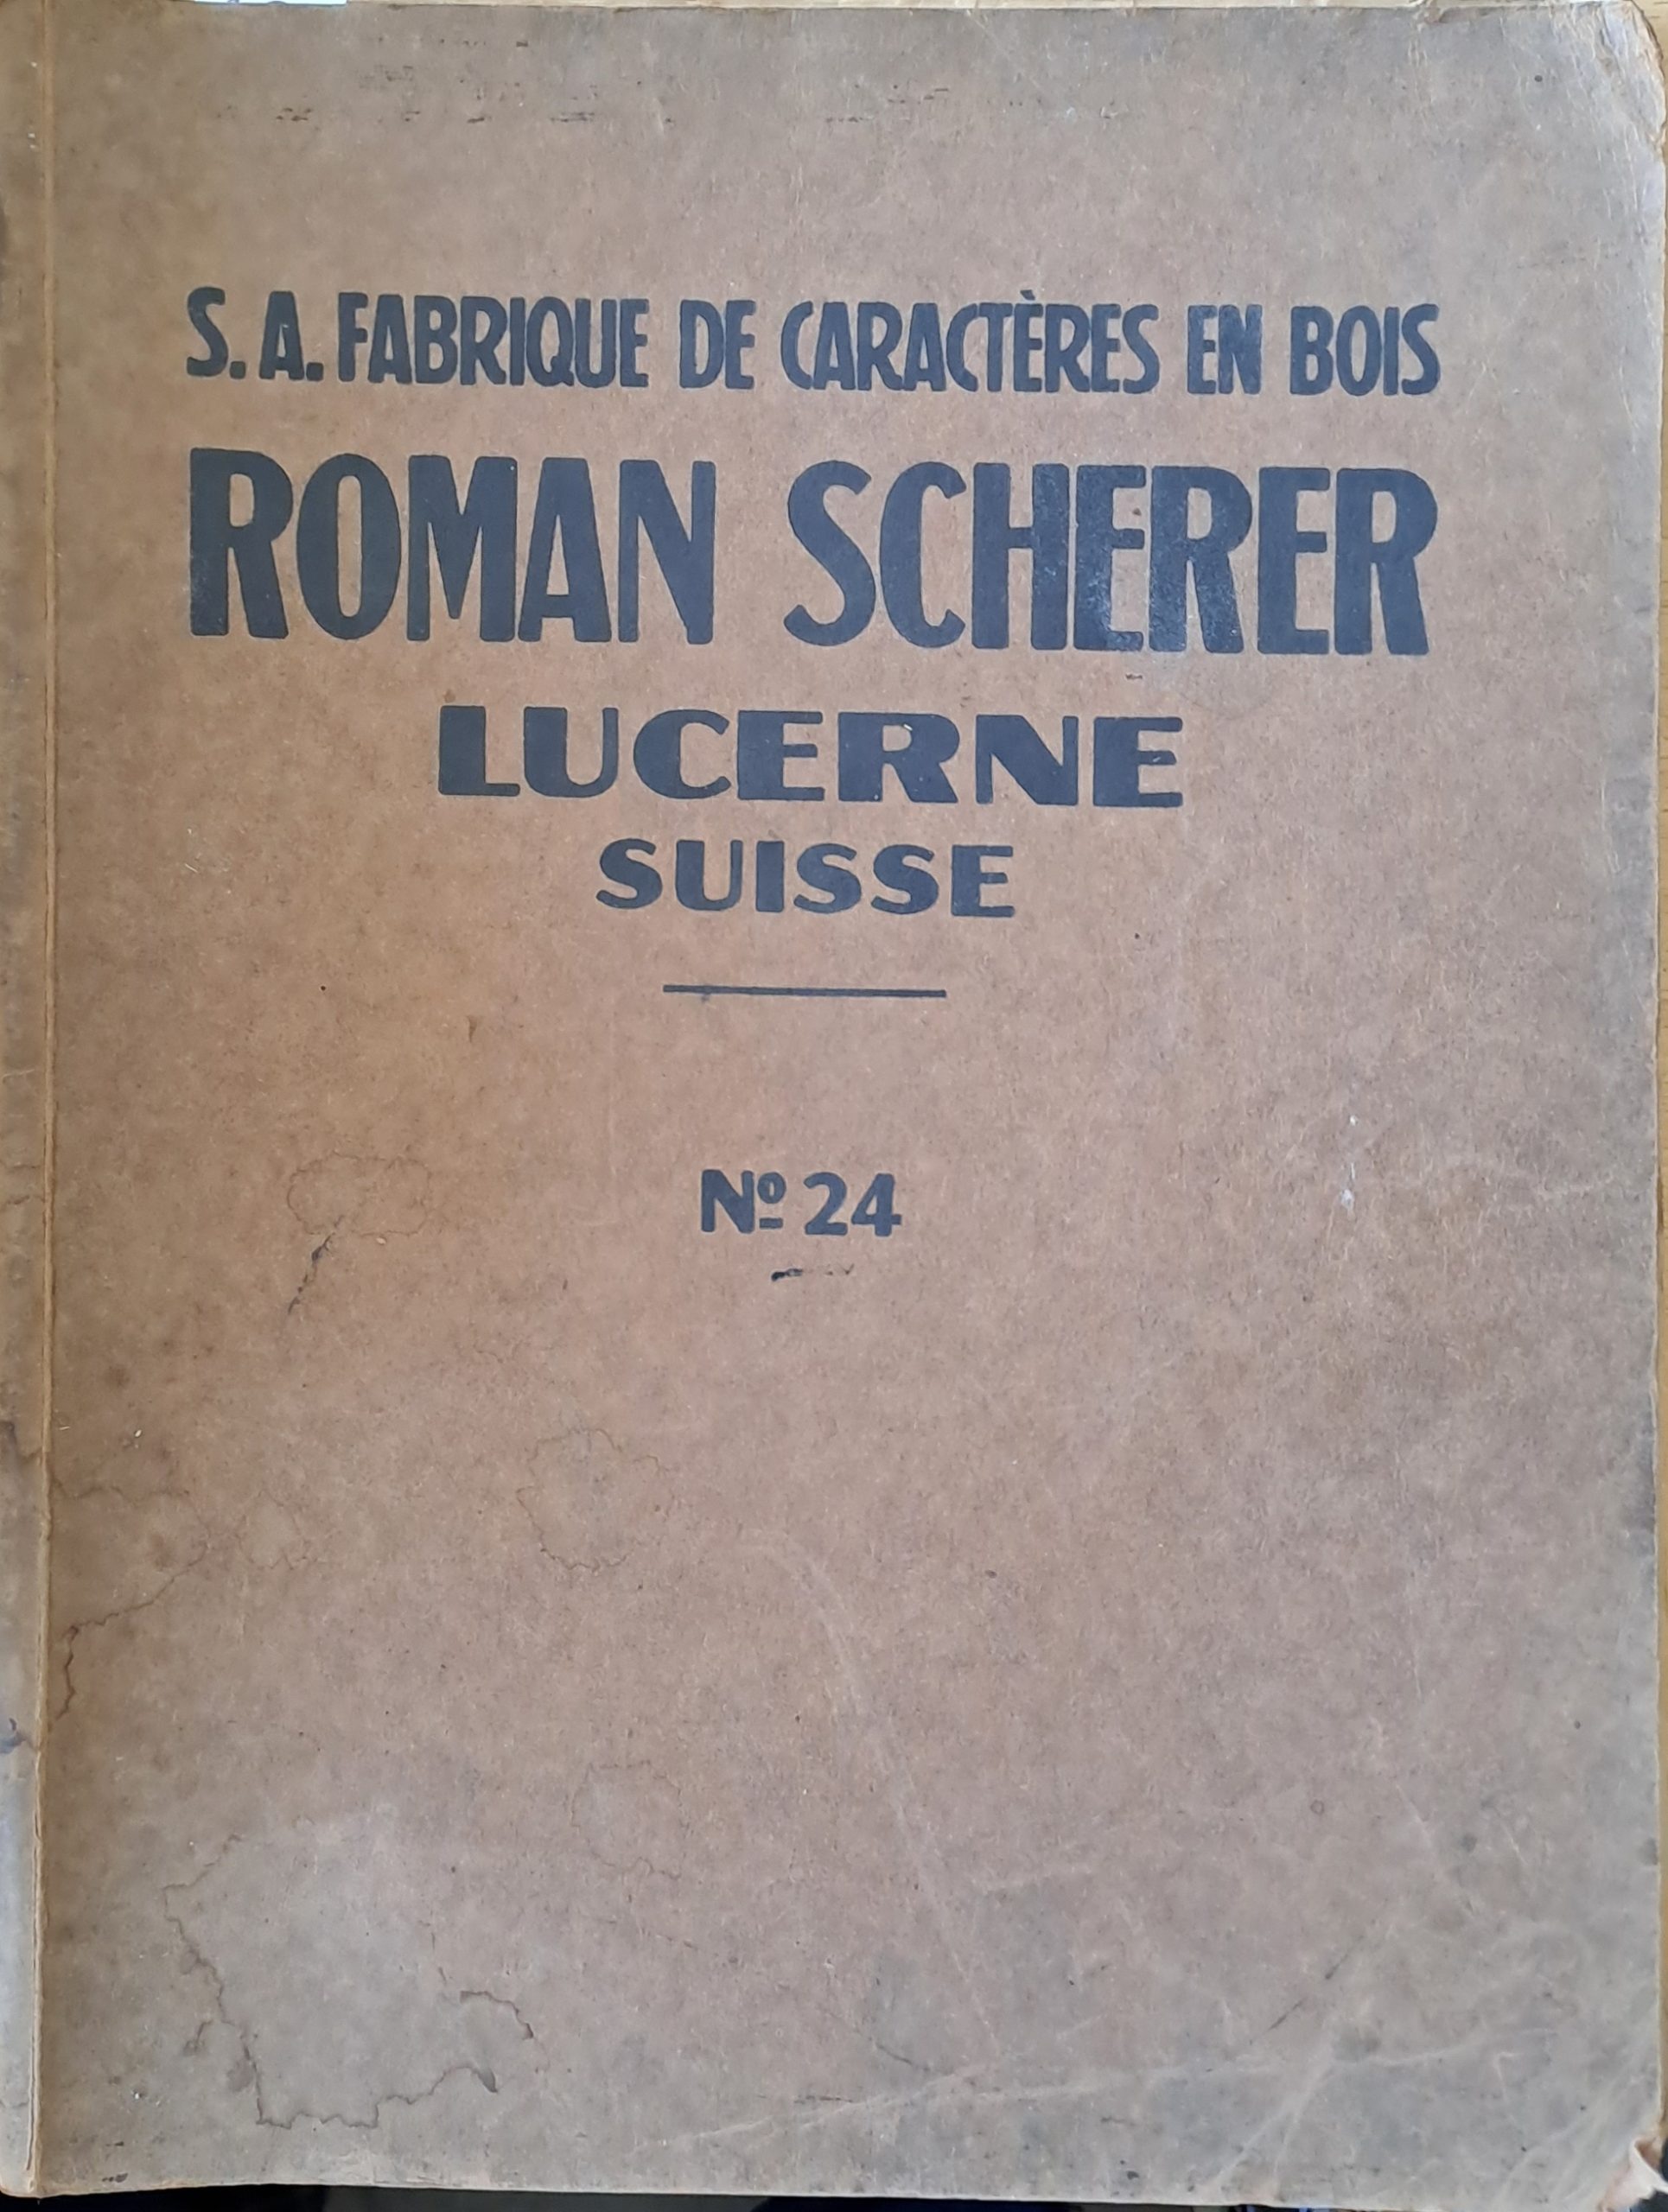 S. A. FABRIQUE DE CARACTÈRES EN BOIS
ROMAN SCHERER
LUCERNE
SUISSE
Nº 24